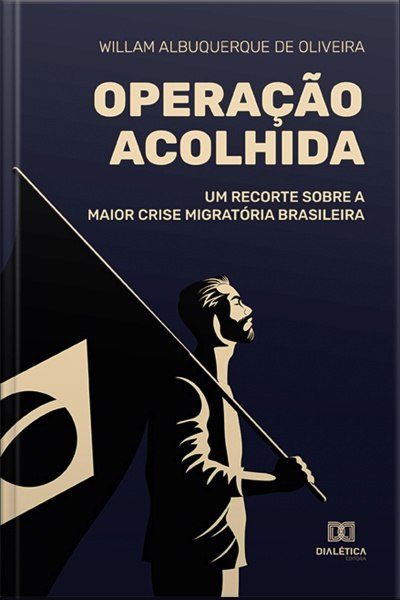 WILLAM ALBUQUERQUE DE OLIVEIRA
OPERAÇÃO
ACOLHIDA
UM RECORTE SOBRE A
MAIOR CRISE MIGRATÓRIA BRASILEIRA
DIALÉTICA
EDITORA